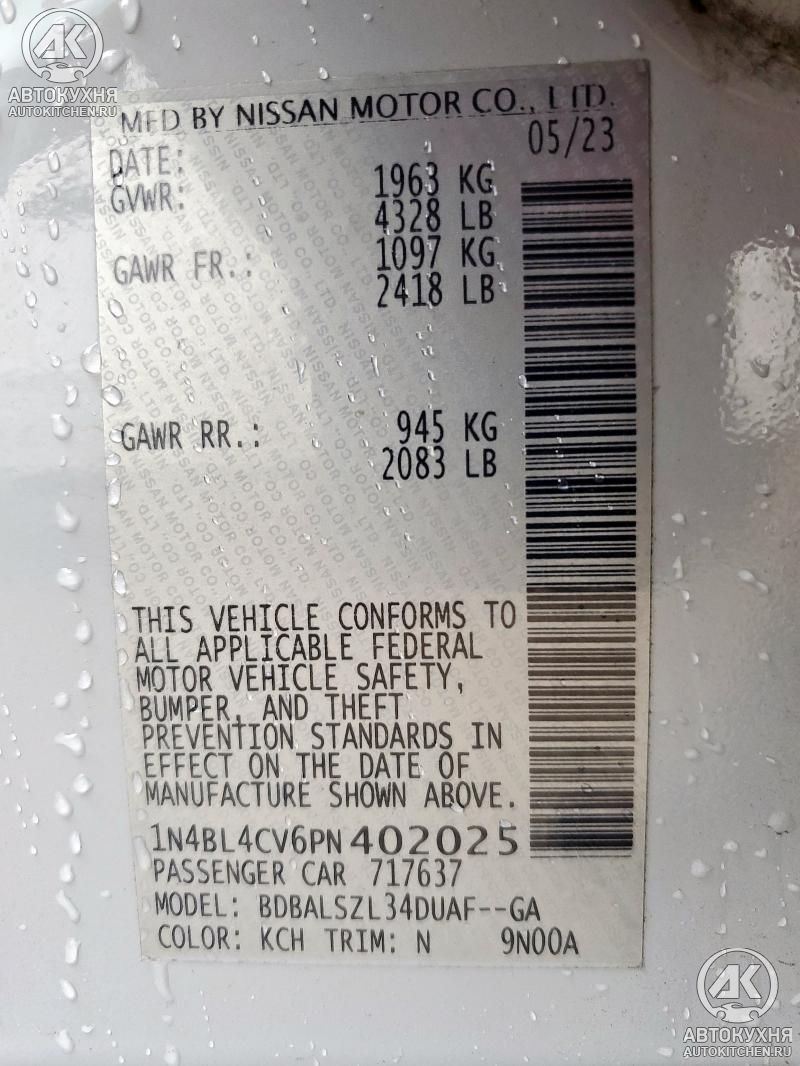 АК
АВТОКУХНЯ
AUTOKITCHEN.RU
MFD BY NISSAN MOTOR CO., LTD.
DATE: 05/23
GVWR: 1963 KG
4328 LB
GAWR FR.: 1097 KG
2418 LB
GAWR RR.: 945 KG
2083 LB
THIS VEHICLE CONFORMS TO
ALL APPLICABLE FEDERAL
MOTOR VEHICLE SAFETY,
BUMPER, AND THEFT
PREVENTION STANDARDS IN
EFFECT ON THE DATE OF
MANUFACTURE SHOWN ABOVE.
1N4BL4CV6PN402025
PASSENGER CAR 717637
MODEL: BDBALSZL34DUAF--GA
COLOR: KCH TRIM: N 9N00A
АК
АВТОКУХНЯ
AUTOKITCHEN.RU